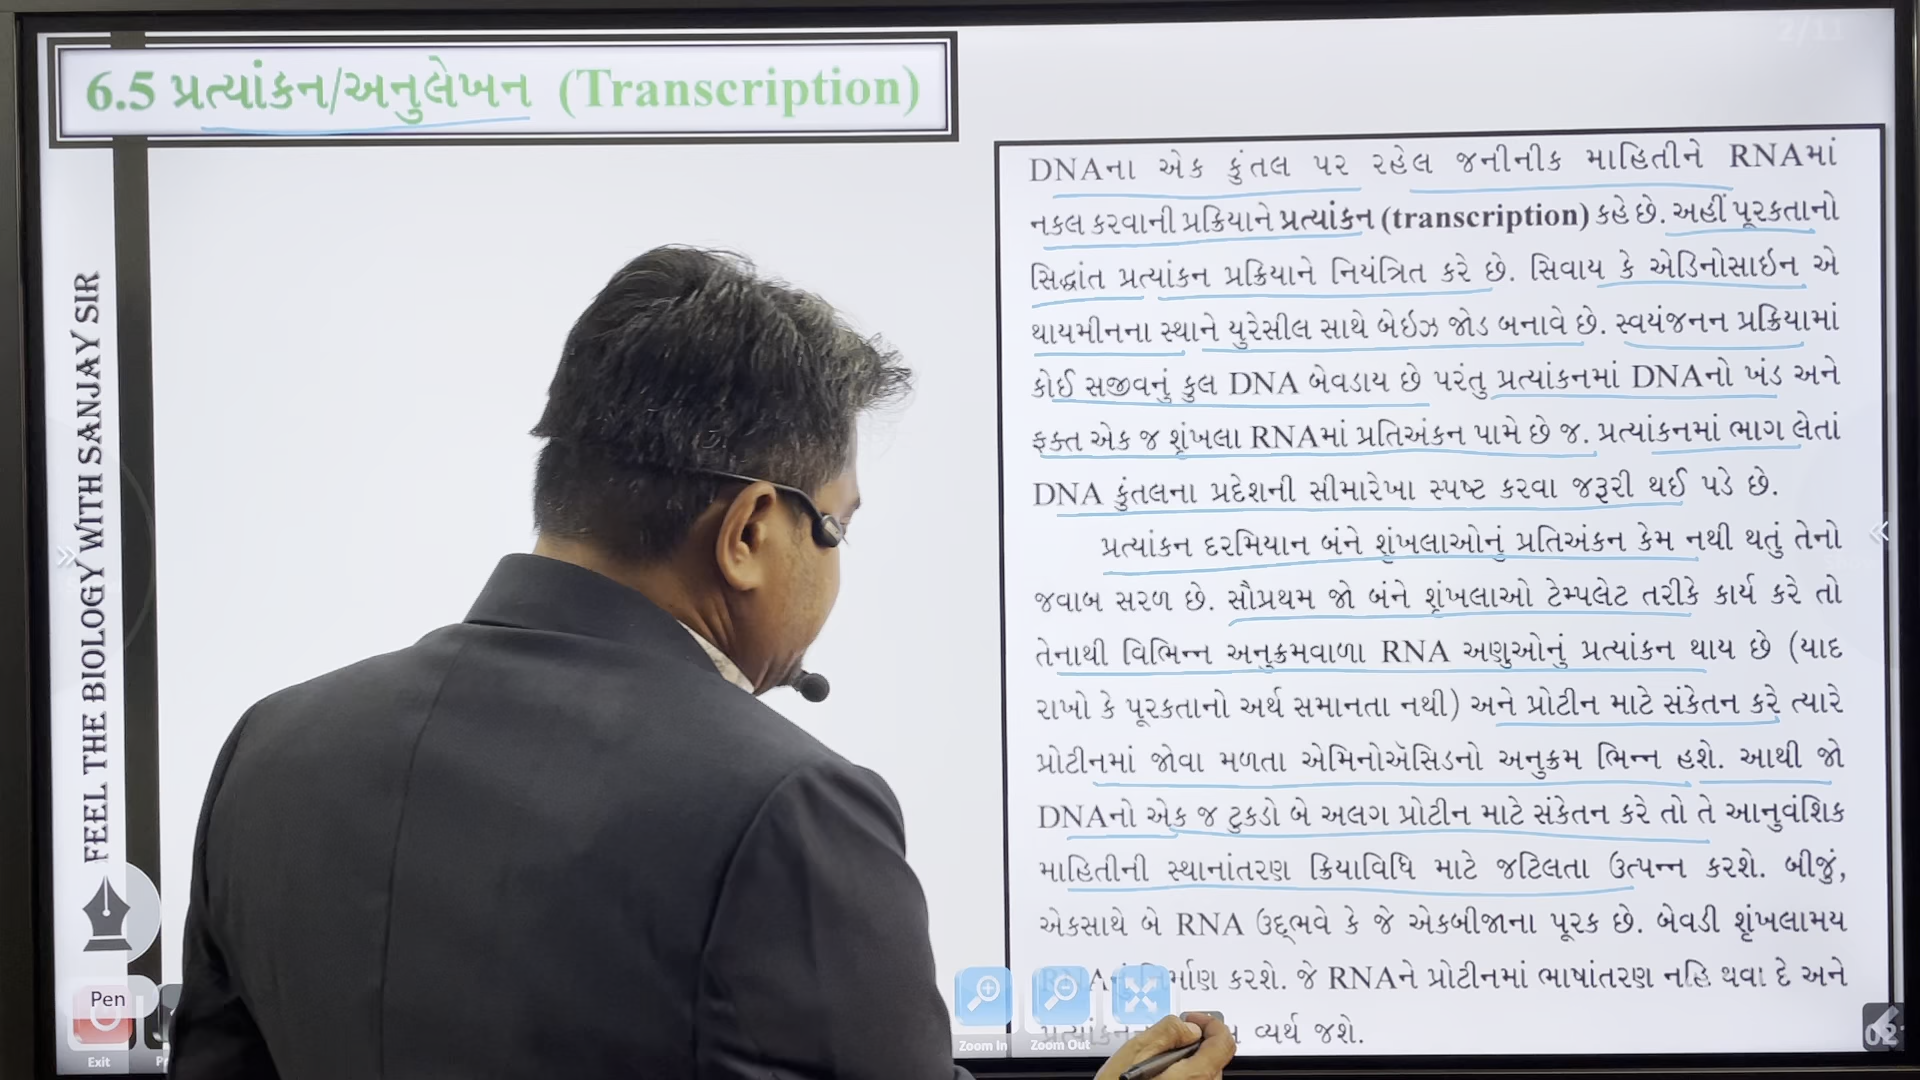 2/11
6.5 પ્રત્યાંકન/અનુલેખન (Transcription)
FEEL THE BIOLOGY WITH SANJAY SIR
DNAના એક કુંતલ પર રહેલ જનીનીક માહિતીને RNAમાં
નકલ કરવાની પ્રક્રિયાને પ્રત્યાંકન (transcription) કહે છે. અહીં પૂરકતાનો
સિદ્ધાંત પ્રત્યાંકન પ્રક્રિયાને નિયંત્રિત કરે છે. સિવાય કે એડિનોસાઇન એ
થાયમીનના સ્થાને યુરેસીલ સાથે બેઇઝ જોડ બનાવે છે. સ્વયંજનન પ્રક્રિયામાં
કોઈ સજીવનું કુલ DNA બેવડાય છે પરંતુ પ્રત્યાંકનમાં DNAનો ખંડ અને
ફક્ત એક જ શૃંખલા RNAમાં પ્રતિઅંકન પામે છે જ. પ્રત્યાંકનમાં ભાગ લેતાં
DNA કુંતલના પ્રદેશની સીમારેખા સ્પષ્ટ કરવા જરૂરી થઈ પડે છે.
પ્રત્યાંકન દરમિયાન બંને શૃંખલાઓનું પ્રતિઅંકન કેમ નથી થતું તેનો
જવાબ સરળ છે. સૌપ્રથમ જો બંને શૃંખલાઓ ટેમ્પલેટ તરીકે કાર્ય કરે તો
તેનાથી વિભિન્ન અનુક્રમવાળા RNA અણુઓનું પ્રત્યાંકન થાય છે (યાદ
રાખો કે પૂરકતાનો અર્થ સમાનતા નથી) અને પ્રોટીન માટે સંકેતન કરે ત્યારે
પ્રોટીનમાં જોવા મળતા એમિનોઍસિડનો અનુક્રમ ભિન્ન હશે. આથી જો
DNAનો એક જ ટુકડો બે અલગ પ્રોટીન માટે સંકેતન કરે તો તે આનુવંશિક
માહિતીની સ્થાનાંતરણ ક્રિયાવિધિ માટે જટિલતા ઉત્પન્ન કરશે. બીજું,
એકસાથે બે RNA ઉદ્ભવે કે જે એકબીજાના પૂરક છે. બેવડી શૃંખલામય
કરશે. જે RNAને પ્રોટીનમાં ભાષાંતરણ નહિ થવા દે અને
વ્યર્થ જશે.
Pen
Exit
Zoom In
Zoom Out
02